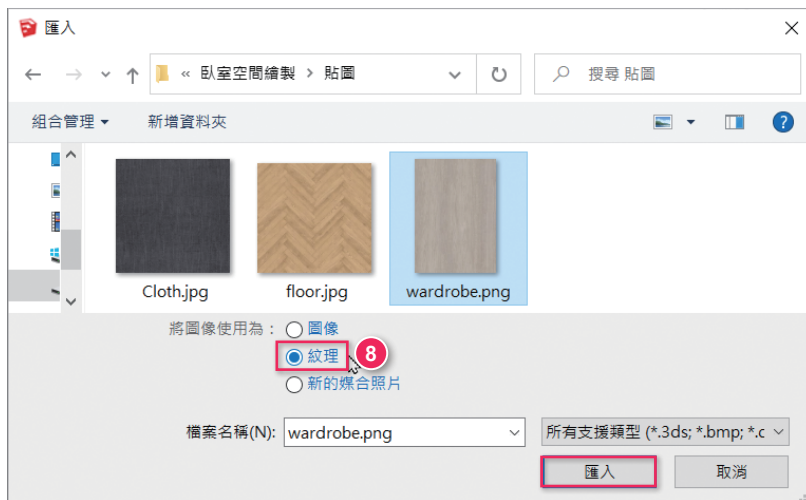 匯入
« 臥室空間繪製 > 貼圖
搜尋 貼圖
組合管理
新增資料夾
?
Cloth.jpg
floor.jpg
wardrobe.png
將圖像使用為：
圖像
紋理
8
新的媒合照片
檔案名稱(N): wardrobe.png
所有支援類型 (*.3ds; *.bmp; *.c
匯入
取消